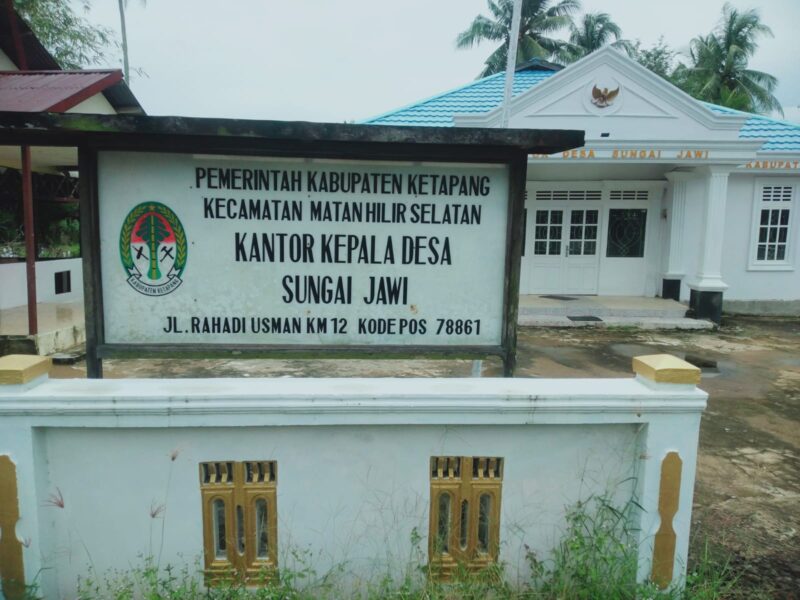 PEMERINTAH KABUPATEN KETAPANG
KECAMATAN MATAN HILIR SELATAN
KANTOR KEPALA DESA
SUNGAI JAWI
JL. RAHADI USMAN KM 12 KODE POS 78861
KABUPATEN KETAPANG
DESA SUNGAI JAWI